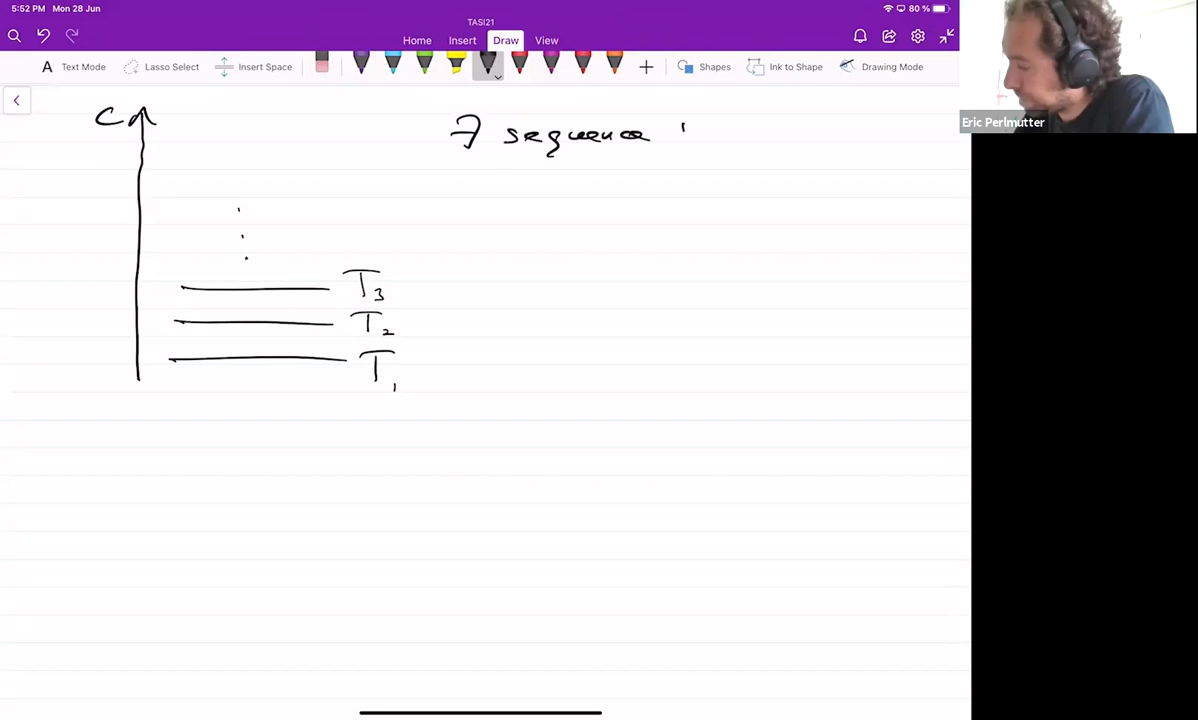 5:52 PM Mon 28 Jun
80 %
TASI21
Home Insert Draw View
A Text Mode Lasso Select Insert Space Shapes Ink to Shape Drawing Mode
Eric Perlmutter
C
∃ sequence
T₃
T₂
T₁